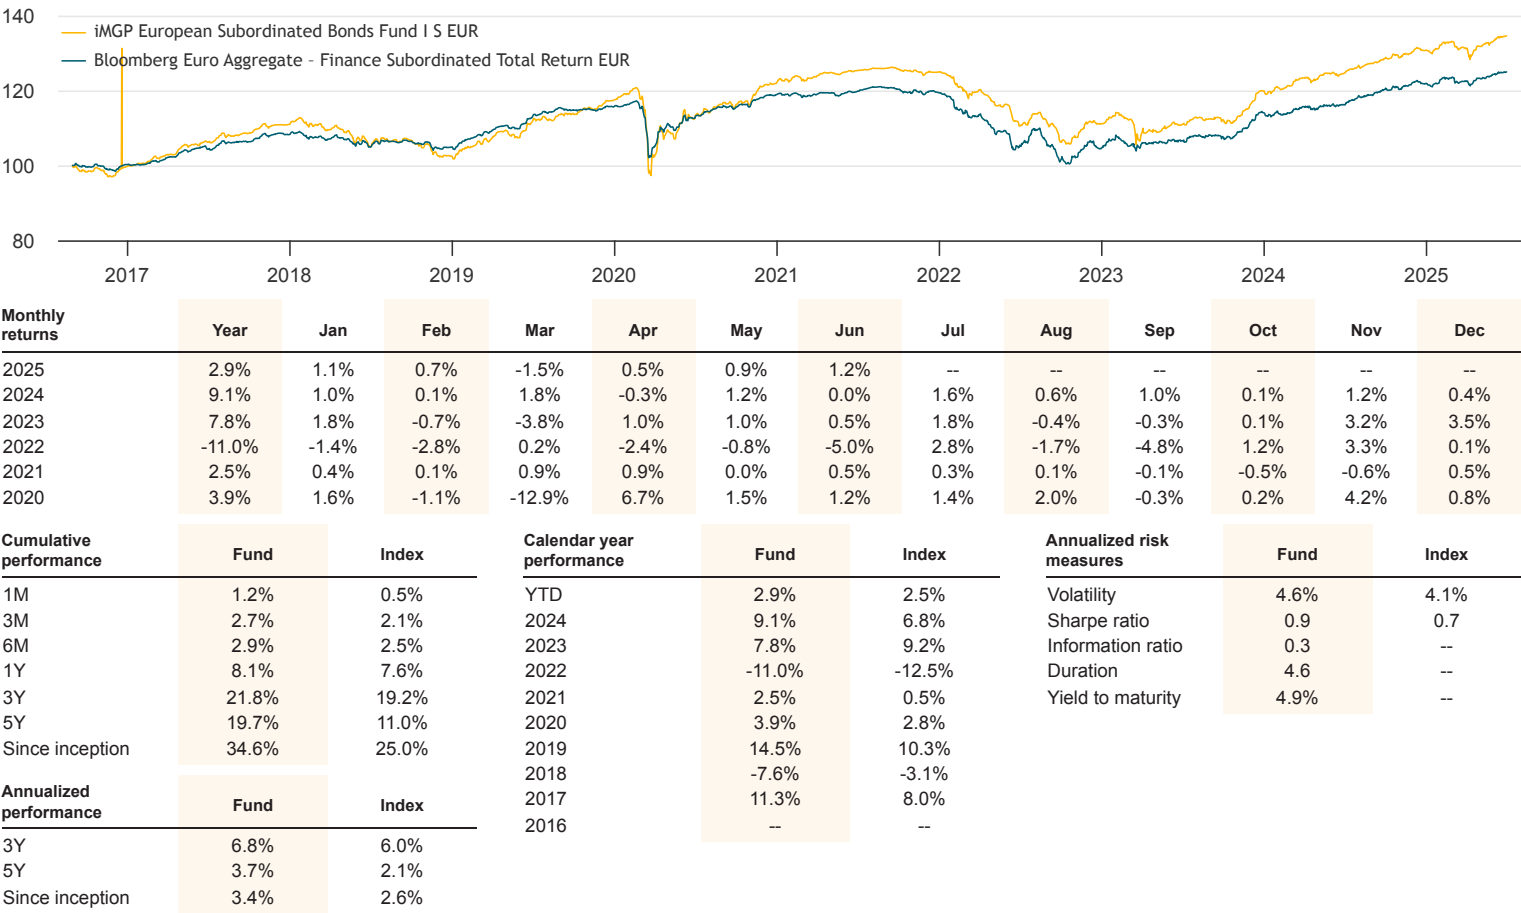 140
iMGP European Subordinated Bonds Fund I S EUR
Bloomberg Euro Aggregate - Finance Subordinated Total Return EUR
120
100
80
2017 2018 2019 2020 2021 2022 2023 2024 2025
Monthly
returns Year Jan Feb Mar Apr May Jun Jul Aug Sep Oct Nov Dec
2025 2.9% 1.1% 0.7% -1.5% 0.5% 0.9% 1.2% -- -- -- -- -- --
2024 9.1% 1.0% 0.1% 1.8% -0.3% 1.2% 0.0% 1.6% 0.6% 1.0% 0.1% 1.2% 0.4%
2023 7.8% 1.8% -0.7% -3.8% 1.0% 1.0% 0.5% 1.8% -0.4% -0.3% 0.1% 3.2% 3.5%
2022 -11.0% -1.4% -2.8% 0.2% -2.4% -0.8% -5.0% 2.8% -1.7% -4.8% 1.2% 3.3% 0.1%
2021 2.5% 0.4% 0.1% 0.9% 0.9% 0.0% 0.5% 0.3% 0.1% -0.1% -0.5% -0.6% 0.5%
2020 3.9% 1.6% -1.1% -12.9% 6.7% 1.5% 1.2% 1.4% 2.0% -0.3% 0.2% 4.2% 0.8%
Cumulative
performance Fund Index
1M 1.2% 0.5%
3M 2.7% 2.1%
6M 2.9% 2.5%
1Y 8.1% 7.6%
3Y 21.8% 19.2%
5Y 19.7% 11.0%
Since inception 34.6% 25.0%
Annualized
performance Fund Index
3Y 6.8% 6.0%
5Y 3.7% 2.1%
Since inception 3.4% 2.6%
Calendar year
performance Fund Index
YTD 2.9% 2.5%
2024 9.1% 6.8%
2023 7.8% 9.2%
2022 -11.0% -12.5%
2021 2.5% 0.5%
2020 3.9% 2.8%
2019 14.5% 10.3%
2018 -7.6% -3.1%
2017 11.3% 8.0%
2016 -- --
Annualized risk
measures Fund Index
Volatility 4.6% 4.1%
Sharpe ratio 0.9 0.7
Information ratio 0.3 --
Duration 4.6 --
Yield to maturity 4.9% --